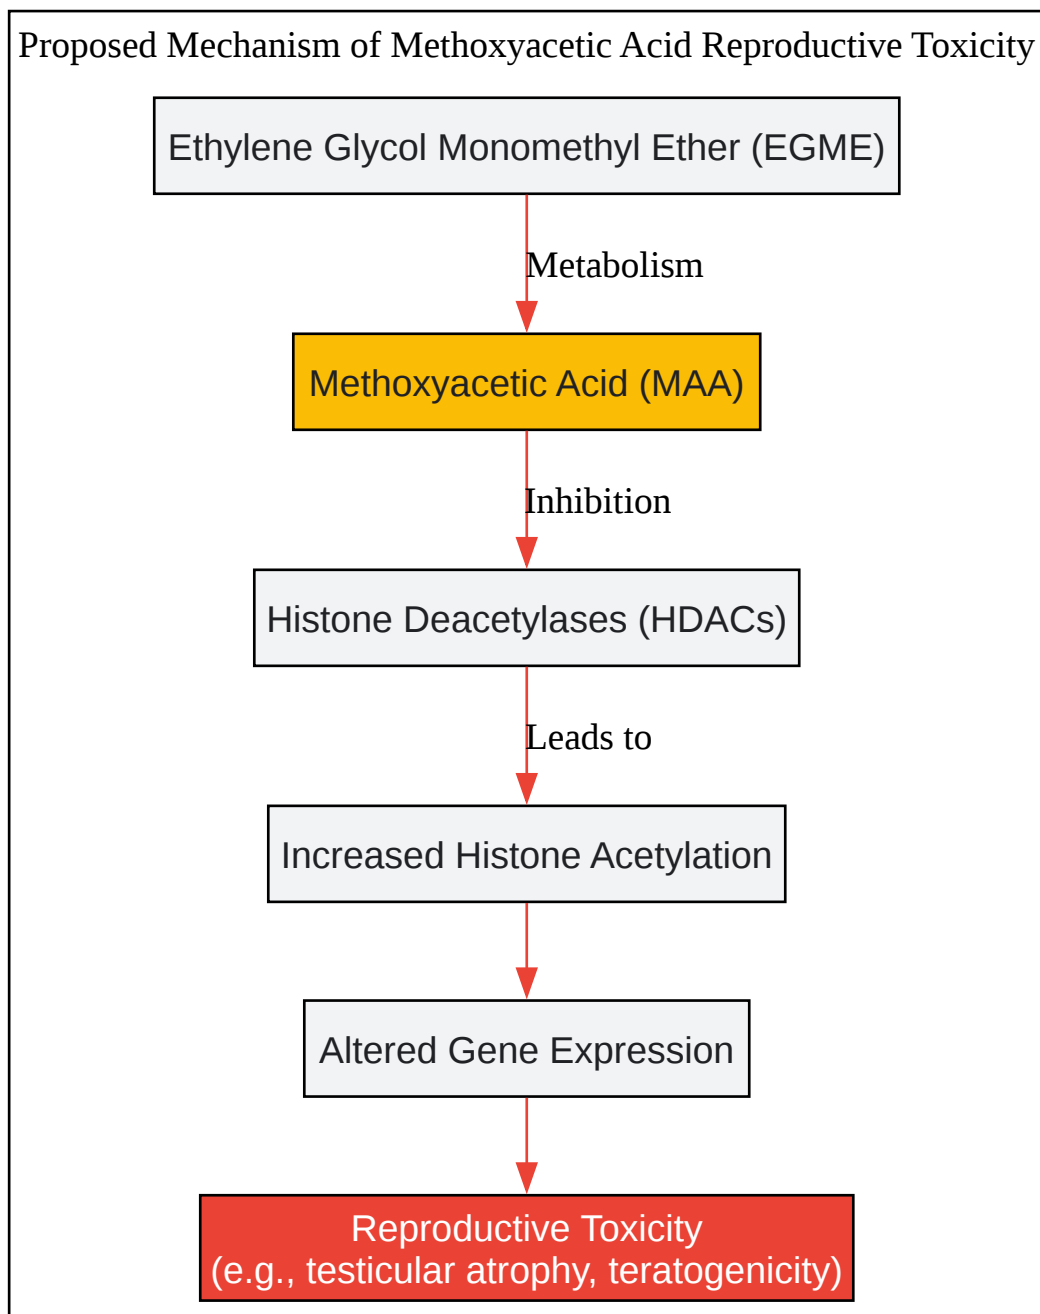 Proposed Mechanism of Methoxyacetic Acid Reproductive Toxicity
Ethylene Glycol Monomethyl Ether (EGME)
Metabolism
Methoxyacetic Acid (MAA)
Inhibition
Histone Deacetylases (HDACs)
Leads to
Increased Histone Acetylation
Altered Gene Expression
Reproductive Toxicity
(e.g., testicular atrophy, teratogenicity)